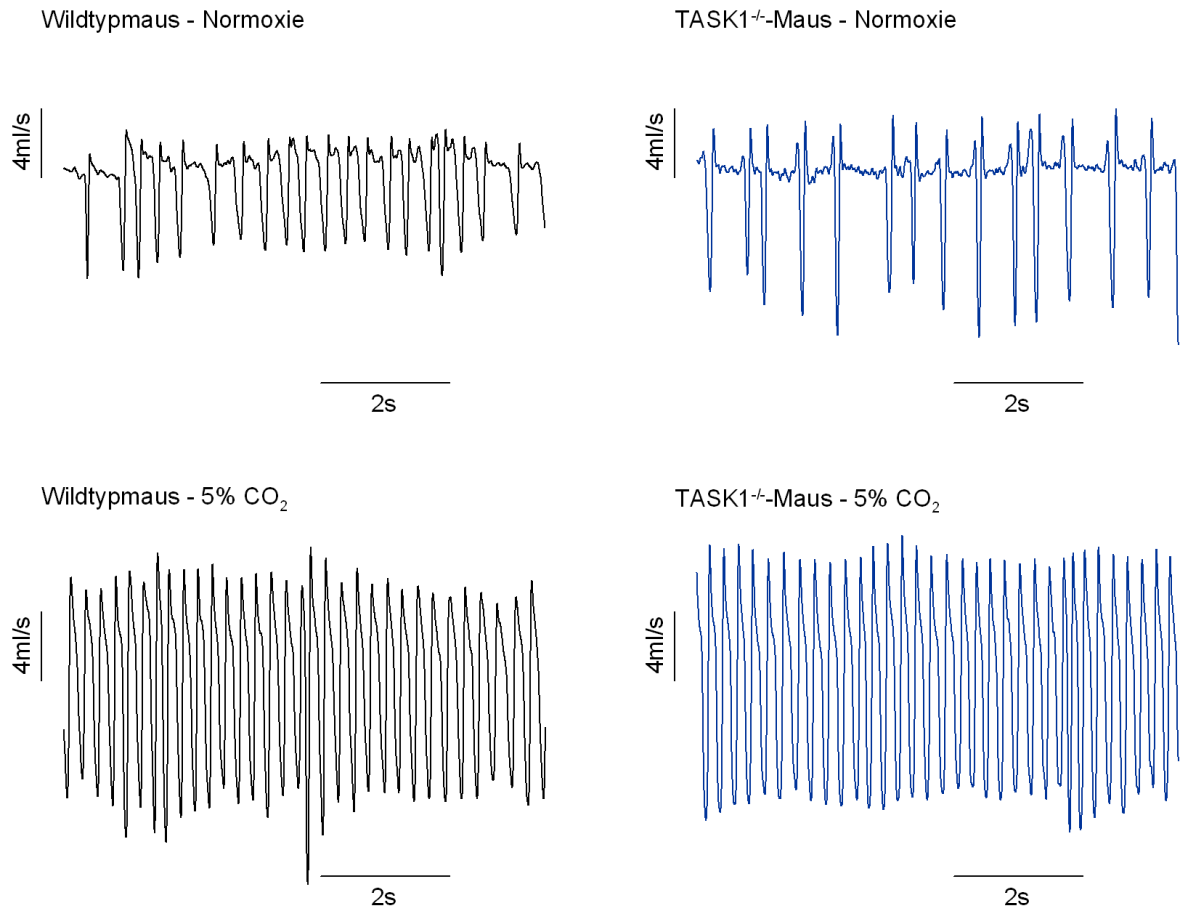 Wildtypmaus - Normoxie
TASK1⁻/⁻-Maus - Normoxie
4ml/s
4ml/s
2s
2s
Wildtypmaus - 5% CO₂
TASK1⁻/⁻-Maus - 5% CO₂
4ml/s
4ml/s
2s
2s